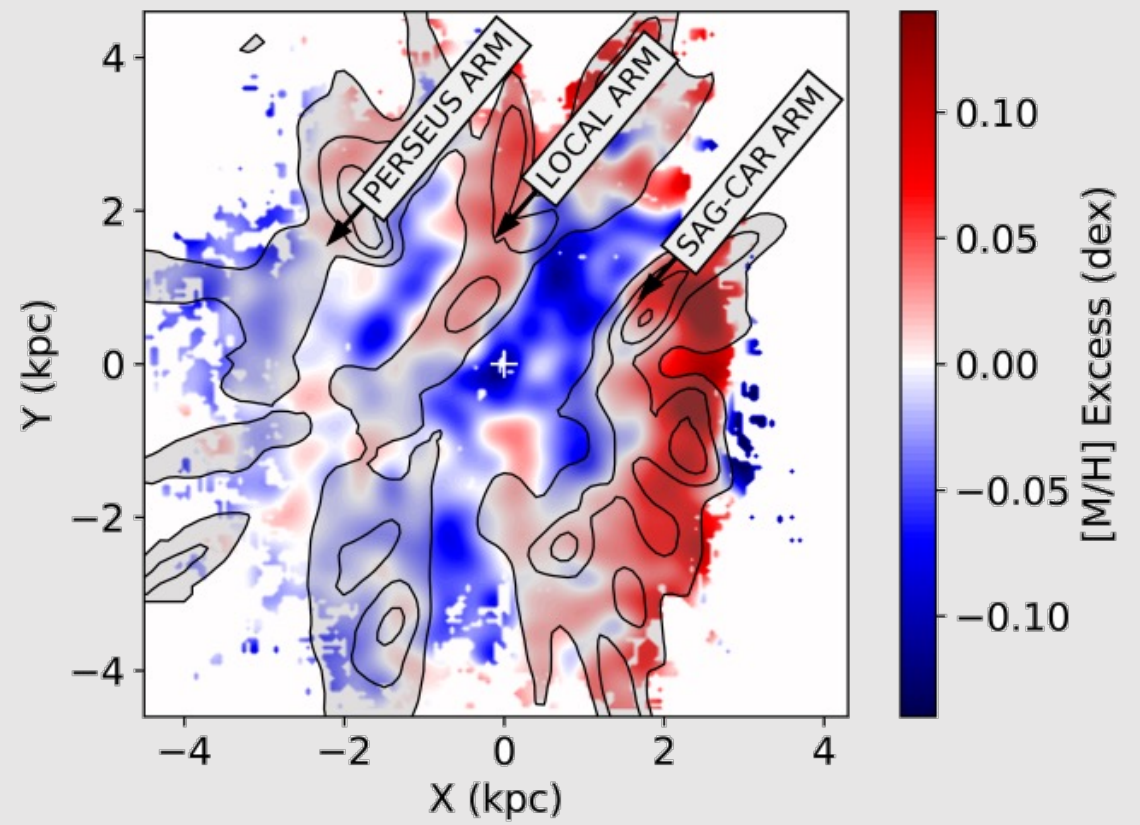 PERSEUS ARM
LOCAL ARM
SAG-CAR ARM
4
2
0
−2
−4
Y (kpc)
−4
−2
0
2
4
X (kpc)
0.10
0.05
0.00
−0.05
−0.10
[M/H] Excess (dex)